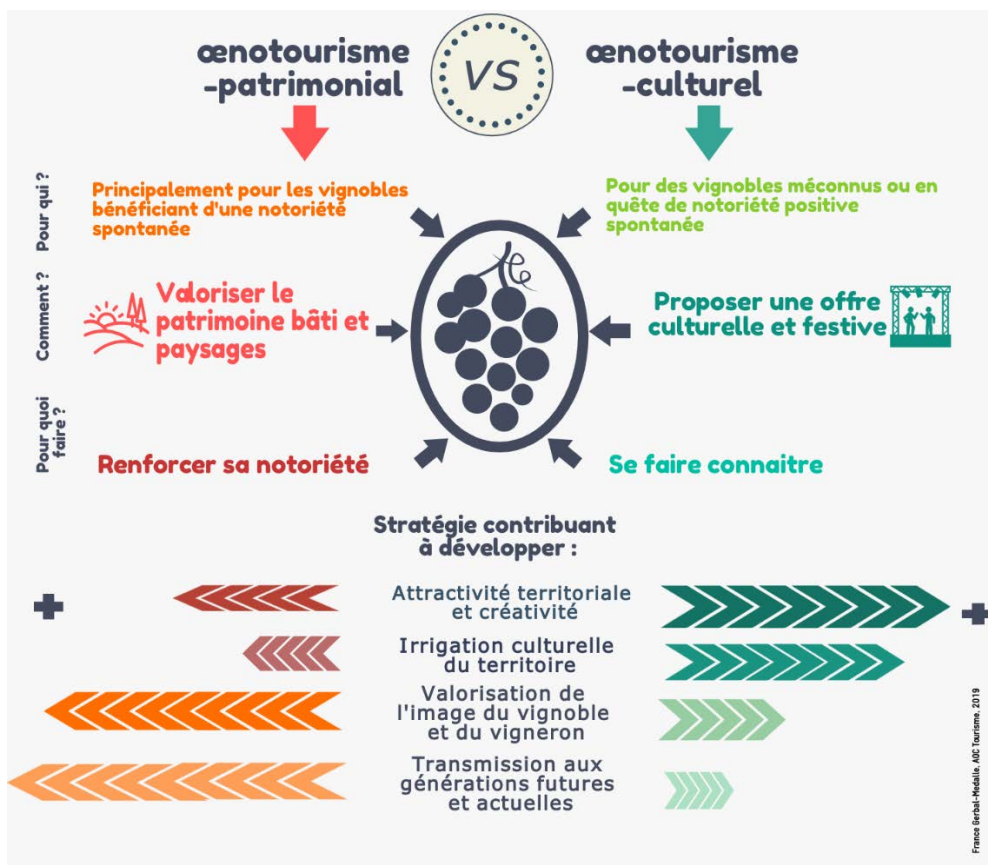 œnotourisme
-patrimonial
VS
œnotourisme
-culturel
Pour qui ?
Principalement pour les vignobles
bénéficiant d'une notoriété
spontanée
Pour des vignobles méconnus ou en
quête de notoriété positive
spontanée
Comment ?
Valoriser le
patrimoine bâti et
paysages
Proposer une offre
culturelle et festive
Pour quoi
faire ?
Renforcer sa notoriété
Se faire connaitre
Stratégie contribuant
à développer :
Attractivité territoriale
et créativité
Irrigation culturelle
du territoire
Valorisation de
l'image du vignoble
et du vigneron
Transmission aux
générations futures
et actuelles
France Gerbal-Medalle, AOC Tourisme, 2019